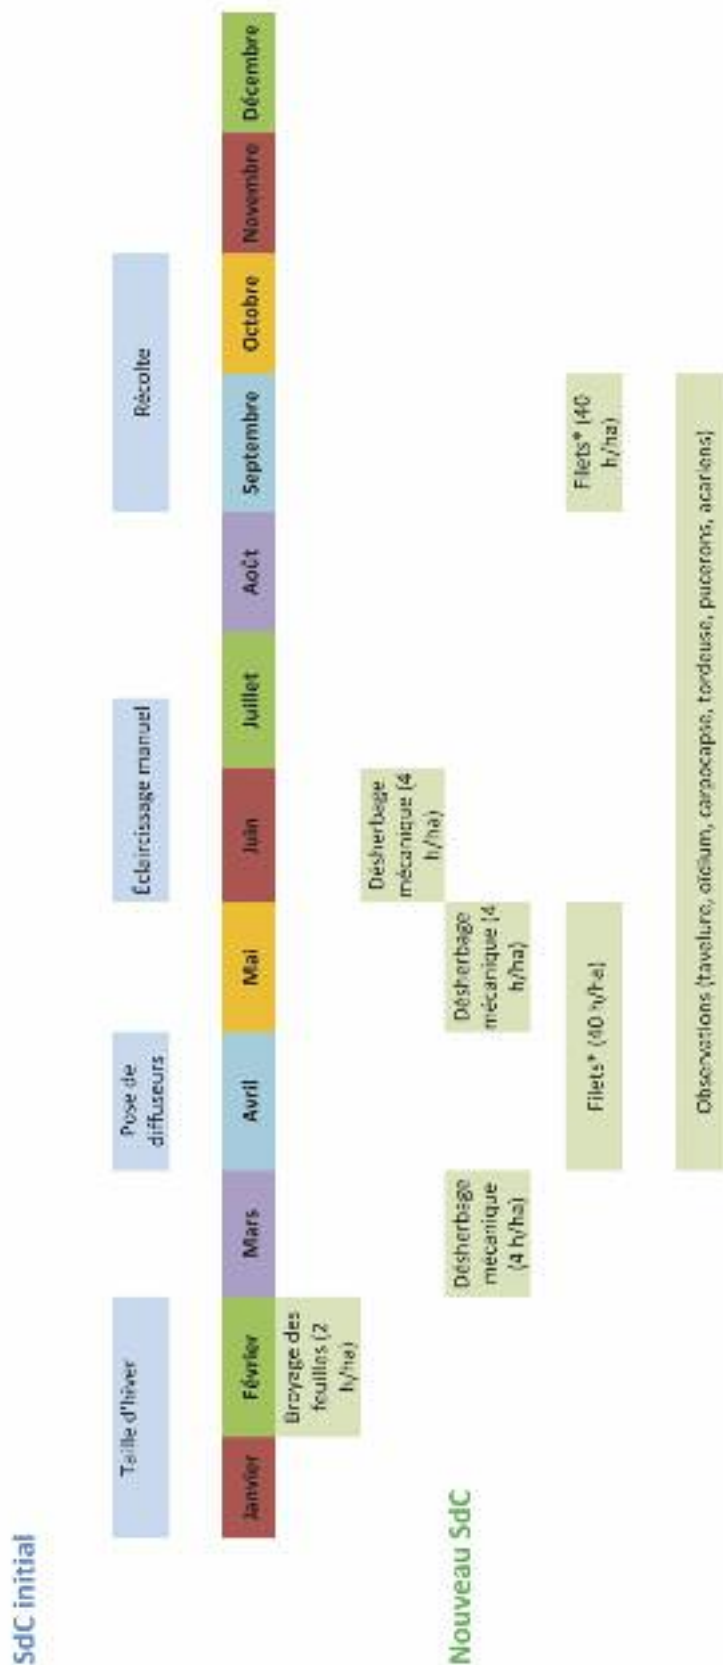 SdC initial
Taille d'hiver
Pose de
diffuseurs
Eclaircissage manuel
Récolte
Janvier
Février
Mars
Avril
Mai
Juin
Juillet
Août
Septembre
Octobre
Novembre
Décembre
Broyage des
feuilles (2
h/ha)
Désherbage
mécanique (4
h/ha)
Nouveau SdC
Désherbage
mécanique
(4 h/ha)
Désherbage
mécanique (4
h/ha)
Filets* (40 h/ha)
Filets* (40
h/ha)
Observations (tavelure, oïdium, carpocapse, tordeuse, pucerons, acariens)